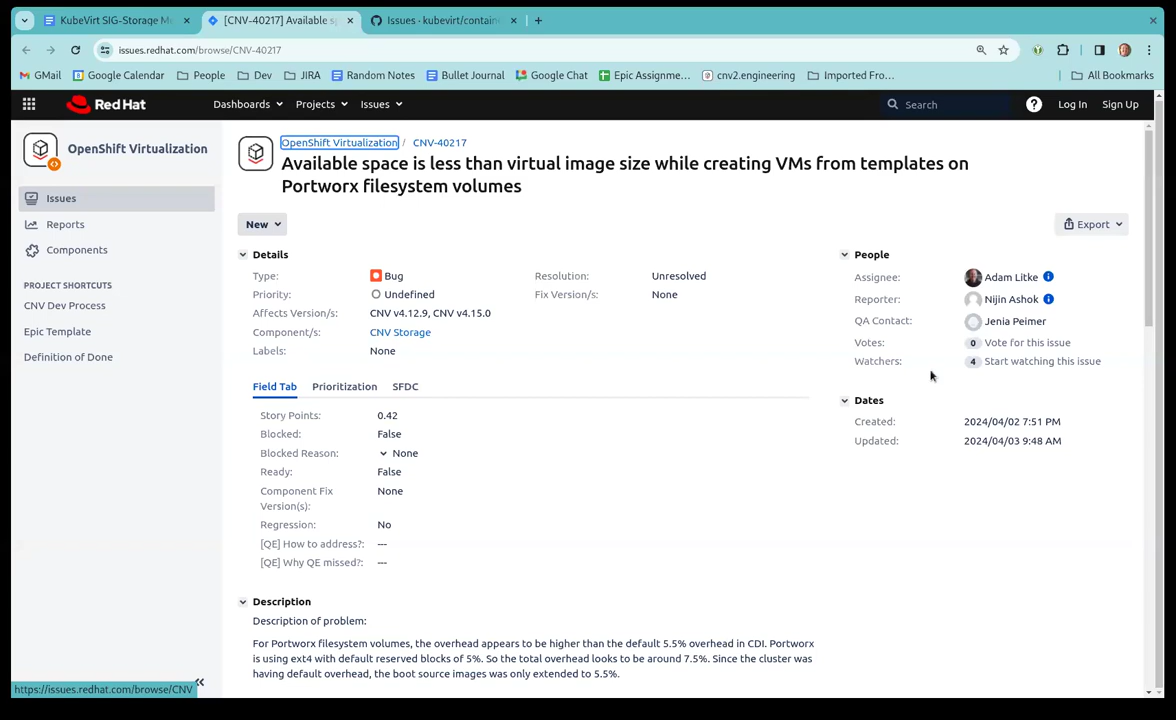 KubeVirt SIG-Storage Me
[CNV-40217] Available s
Issues · kubevirt/contain
issues.redhat.com/browse/CNV-40217
GMail
Google Calendar
People
Dev
JIRA
Random Notes
Bullet Journal
Google Chat
Epic Assignme...
cnv2.engineering
Imported Fro...
All Bookmarks
Red Hat
Dashboards
Projects
Issues
Search
Log In
Sign Up
OpenShift Virtualization
Issues
Reports
Components
PROJECT SHORTCUTS
CNV Dev Process
Epic Template
Definition of Done
OpenShift Virtualization / CNV-40217
Available space is less than virtual image size while creating VMs from templates on
Portworx filesystem volumes
New
Export
Details
Type: Bug
Resolution: Unresolved
Priority: Undefined
Fix Version/s: None
Affects Version/s: CNV v4.12.9, CNV v4.15.0
Component/s: CNV Storage
Labels: None
Field Tab
Prioritization
SFDC
Story Points: 0.42
Blocked: False
Blocked Reason: None
Ready: False
Component Fix None
Version(s):
Regression: No
[QE] How to address?: ---
[QE] Why QE missed?: ---
People
Assignee: Adam Litke
Reporter: Nijin Ashok
QA Contact: Jenia Peimer
Votes: 0 Vote for this issue
Watchers: 4 Start watching this issue
Dates
Created: 2024/04/02 7:51 PM
Updated: 2024/04/03 9:48 AM
Description
Description of problem:
For Portworx filesystem volumes, the overhead appears to be higher than the default 5.5% overhead in CDI. Portworx
is using ext4 with default reserved blocks of 5%. So the total overhead looks to be around 7.5%. Since the cluster was
having default overhead, the boot source images was only extended to 5.5%.
https://issues.redhat.com/browse/CNV